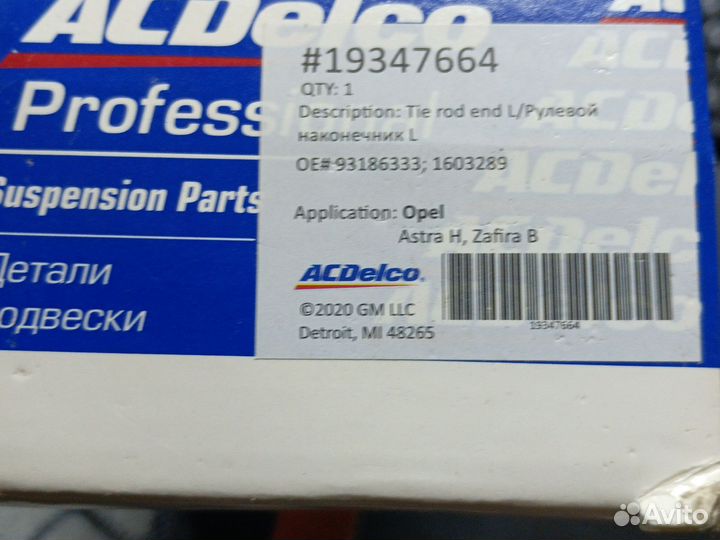 ACDelco
#19347664
QTY: 1
Description: Tie rod end L/Рулевой
наконечник L
OE# 93186333; 1603289
Application: Opel
Astra H, Zafira B
ACDelco.
©2020 GM LLC
Detroit, MI 48265
19347664
Profess
Suspension Parts
Детали
одвески
Avito